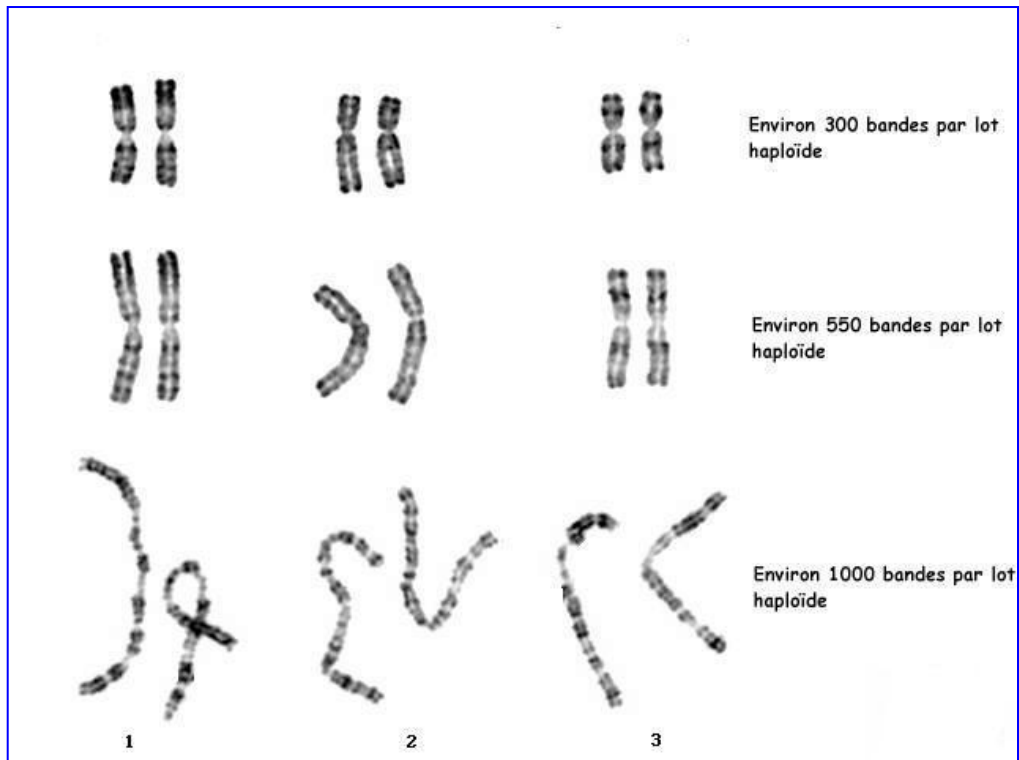 Environ 300 bandes par lot
haploïde
Environ 550 bandes par lot
haploïde
Environ 1000 bandes par lot
haploïde
1 2 3